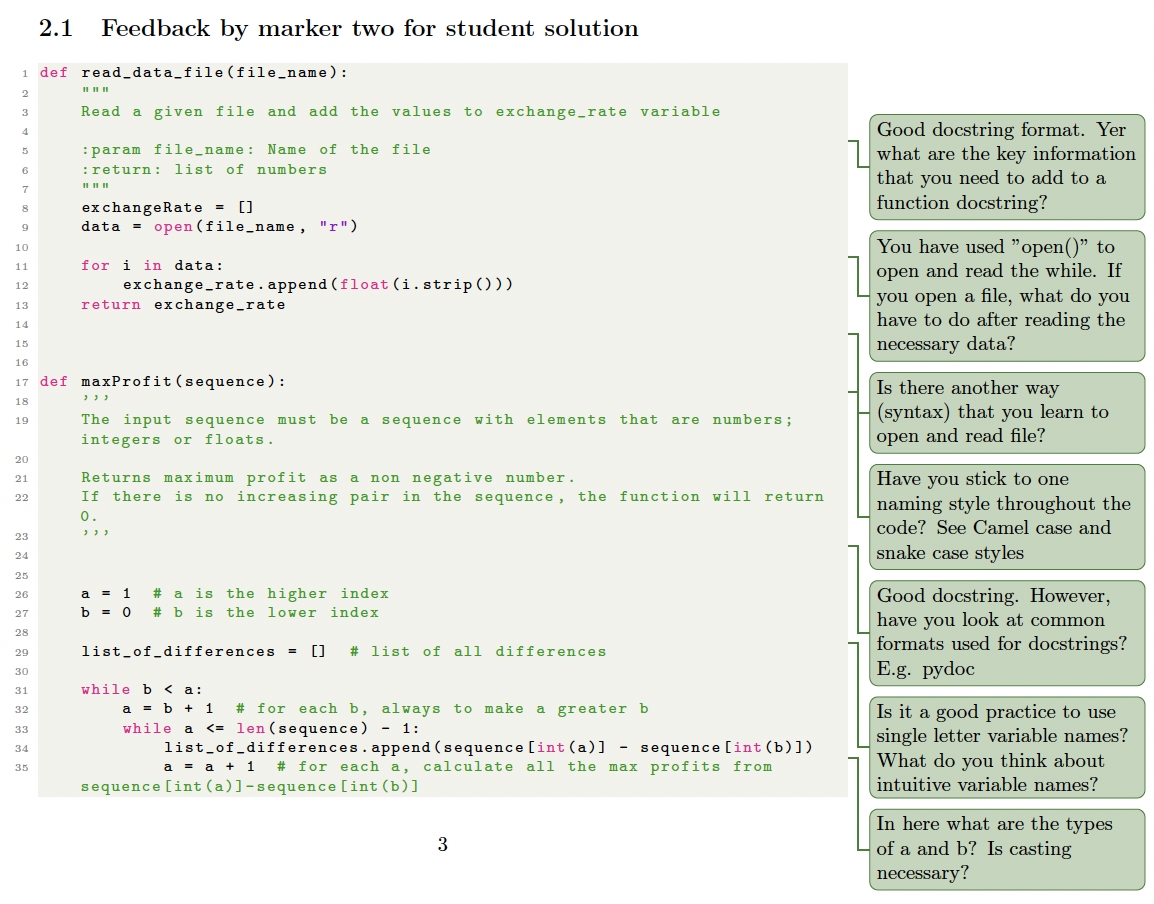 2.1 Feedback by marker two for student solution
1 def read_data_file(file_name):
2 """
3 Read a given file and add the values to exchange_rate variable
4
5 :param file_name: Name of the file
6 :return: list of numbers
7 """
8 exchangeRate = []
9 data = open(file_name, "r")
10
11 for i in data:
12 exchange_rate.append(float(i.strip()))
13 return exchange_rate
14
15
16
17 def maxProfit(sequence):
18 '''
19 The input sequence must be a sequence with elements that are numbers;
integers or floats.
20
21 Returns maximum profit as a non negative number.
22 If there is no increasing pair in the sequence, the function will return
0.
23 '''
24
25
26 a = 1 # a is the higher index
27 b = 0 # b is the lower index
28
29 list_of_differences = [] # list of all differences
30
31 while b < a:
32 a = b + 1 # for each b, always to make a greater b
33 while a <= len(sequence) - 1:
34 list_of_differences.append(sequence[int(a)] - sequence[int(b)])
35 a = a + 1 # for each a, calculate all the max profits from
sequence[int(a)]-sequence[int(b)]
Good docstring format. Yer
what are the key information
that you need to add to a
function docstring?
You have used ”open()” to
open and read the while. If
you open a file, what do you
have to do after reading the
necessary data?
Is there another way
(syntax) that you learn to
open and read file?
Have you stick to one
naming style throughout the
code? See Camel case and
snake case styles
Good docstring. However,
have you look at common
formats used for docstrings?
E.g. pydoc
Is it a good practice to use
single letter variable names?
What do you think about
intuitive variable names?
In here what are the types
of a and b? Is casting
necessary?
3